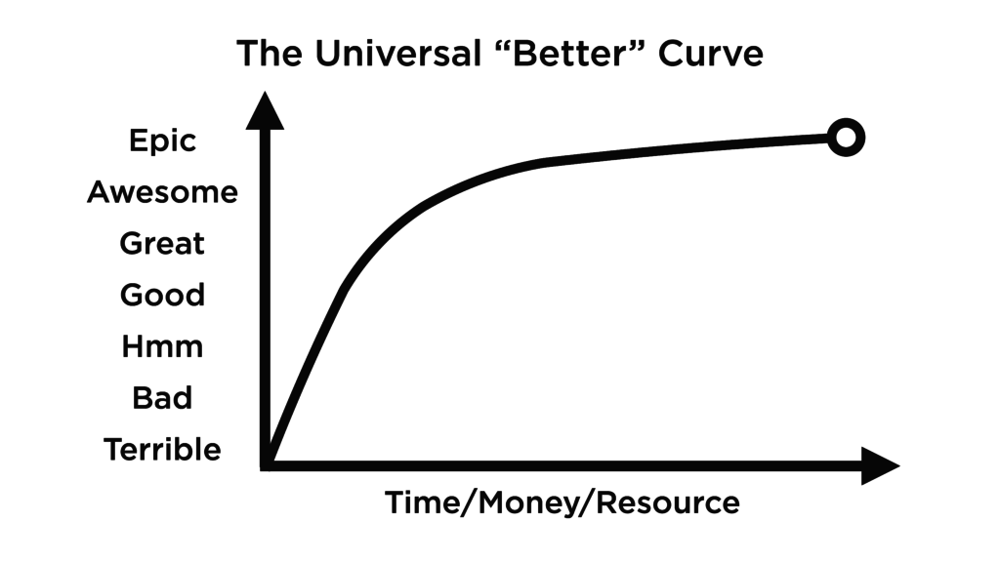 The Universal “Better” Curve
Epic
Awesome
Great
Good
Hmm
Bad
Terrible
Time/Money/Resource